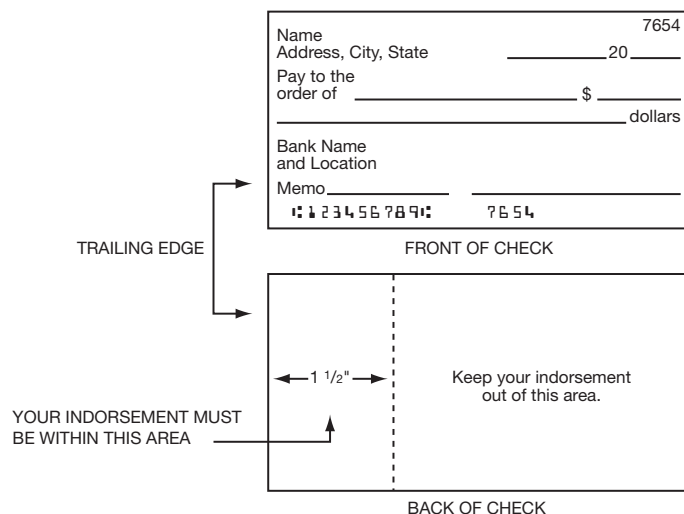 7654
Name
Address, City, State 20
Pay to the
order of $
dollars
Bank Name
and Location
Memo
⑆123456789⑆ 7654
TRAILING EDGE
FRONT OF CHECK
1 1/2"
Keep your indorsement
out of this area.
YOUR INDORSEMENT MUST
BE WITHIN THIS AREA
BACK OF CHECK